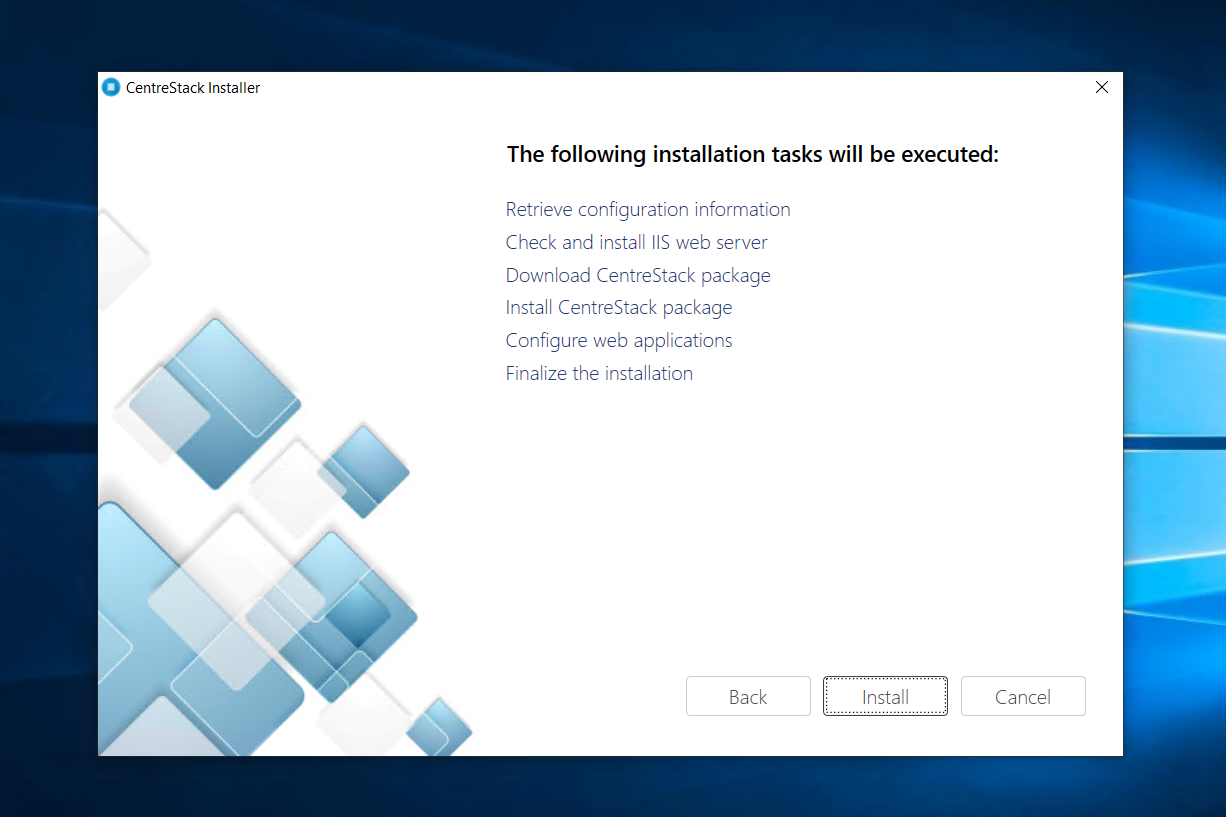 CentreStack Installer
The following installation tasks will be executed:
Retrieve configuration information
Check and install IIS web server
Download CentreStack package
Install CentreStack package
Configure web applications
Finalize the installation
Back Install Cancel